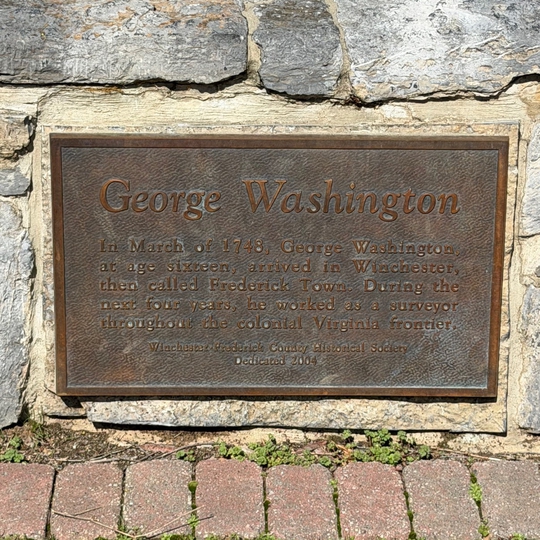 George Washington
In March of 1748, George Washington
at age sixteen, arrived in Winchester,
then called Frederick Town. During the
next four years, he worked as a surveyor
throughout the colonial Virginia frontier.
Winchester Frederick County Historical Society
Dedicated 2004